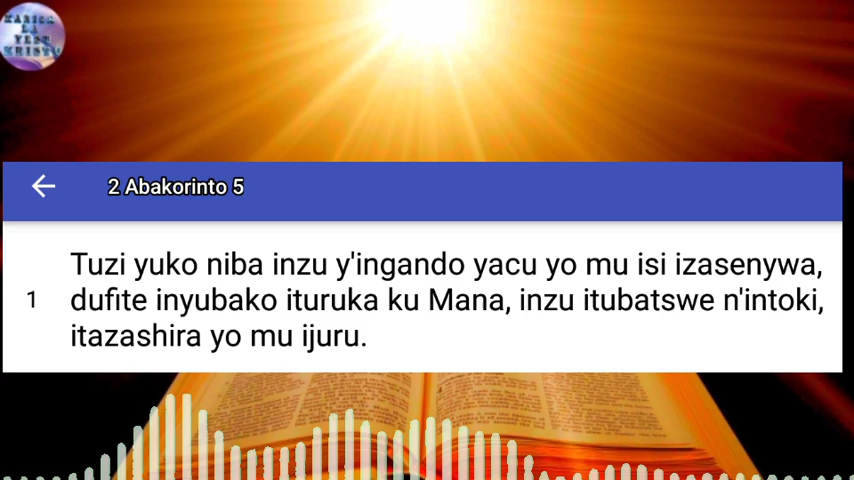 2 Abakorinto 5
Tuzi yuko niba inzu y'ingando yacu yo mu isi izasenywa,
1 dufite inyubako ituruka ku Mana, inzu itubatswe n'intoki,
itazashira yo mu ijuru.